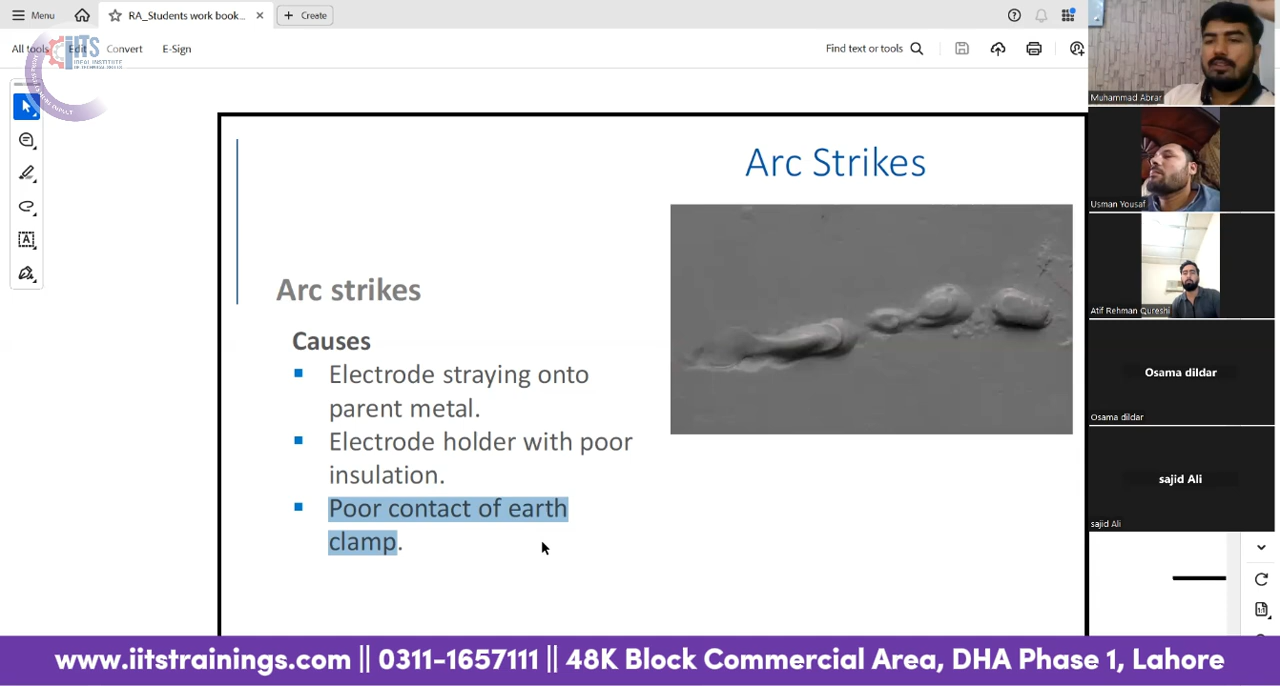 Menu
RA_Students work book...
Create
All tools
Edit
Convert
E-Sign
Find text or tools
iiTS
IDEAL INSTITUTE
Arc Strikes
Arc strikes
Causes
Electrode straying onto
parent metal.
Electrode holder with poor
insulation.
Poor contact of earth
clamp.
Muhammad Abrar
Usman Yousaf
Atif Rehman Qureshi
Osama dildar
Osama dildar
sajid Ali
sajid Ali
www.iitstrainings.com || 0311-1657111 || 48K Block Commercial Area, DHA Phase 1, Lahore